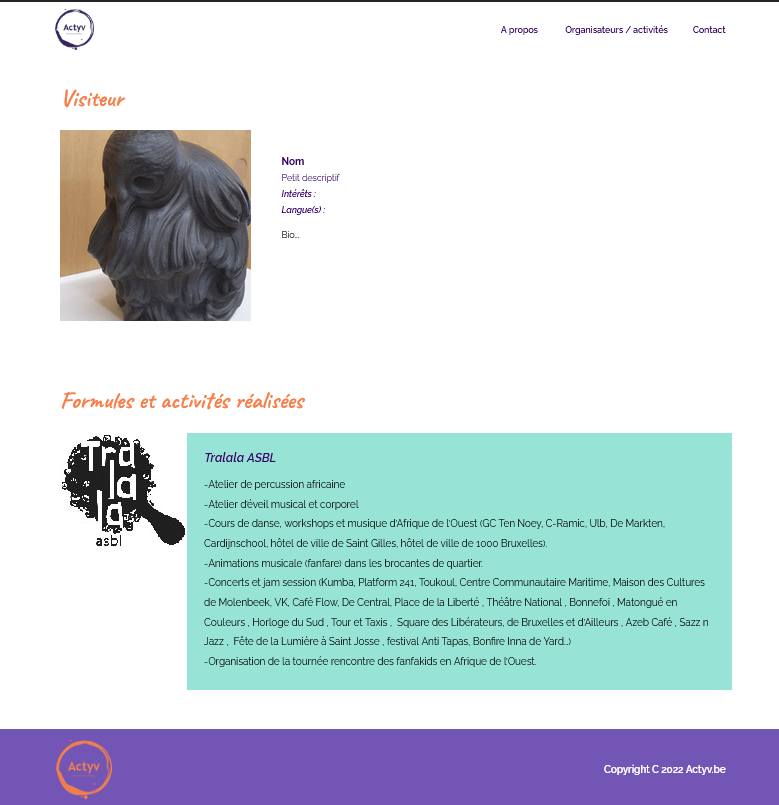 Actyv
A propos
Organisateurs / activités
Contact
Visiteur
Nom
Petit descriptif
Intérêts :
Langue(s) :
Bio...
Formules et activités réalisées
Tra
la
la
asbl
Tralala ASBL
-Atelier de percussion africaine
-Atelier d'éveil musical et corporel
-Cours de danse, workshops et musique d'Afrique de l'Ouest (GC Ten Noey, C-Ramic, Ulb, De Markten,
Cardijnschool, hôtel de ville de Saint Gilles, hôtel de ville de 1000 Bruxelles).
-Animations musicale (fanfare) dans les brocantes de quartier.
-Concerts et jam session (Kumba, Platform 241, Toukoul, Centre Communautaire Maritime, Maison des Cultures
de Molenbeek, VK, Café Flow, De Central, Place de la Liberté , Théâtre National , Bonnefoi , Matongué en
Couleurs , Horloge du Sud , Tour et Taxis ,  Square des Libérateurs, de Bruxelles et d'Ailleurs , Azeb Café , Sazz n
Jazz ,  Fête de la Lumière à Saint Josse , festival Anti Tapas, Bonfire Inna de Yard..)
-Organisation de la tournée rencontre des fanfakids en Afrique de l'Ouest.
Actyv
Copyright C 2022 Actyv.be